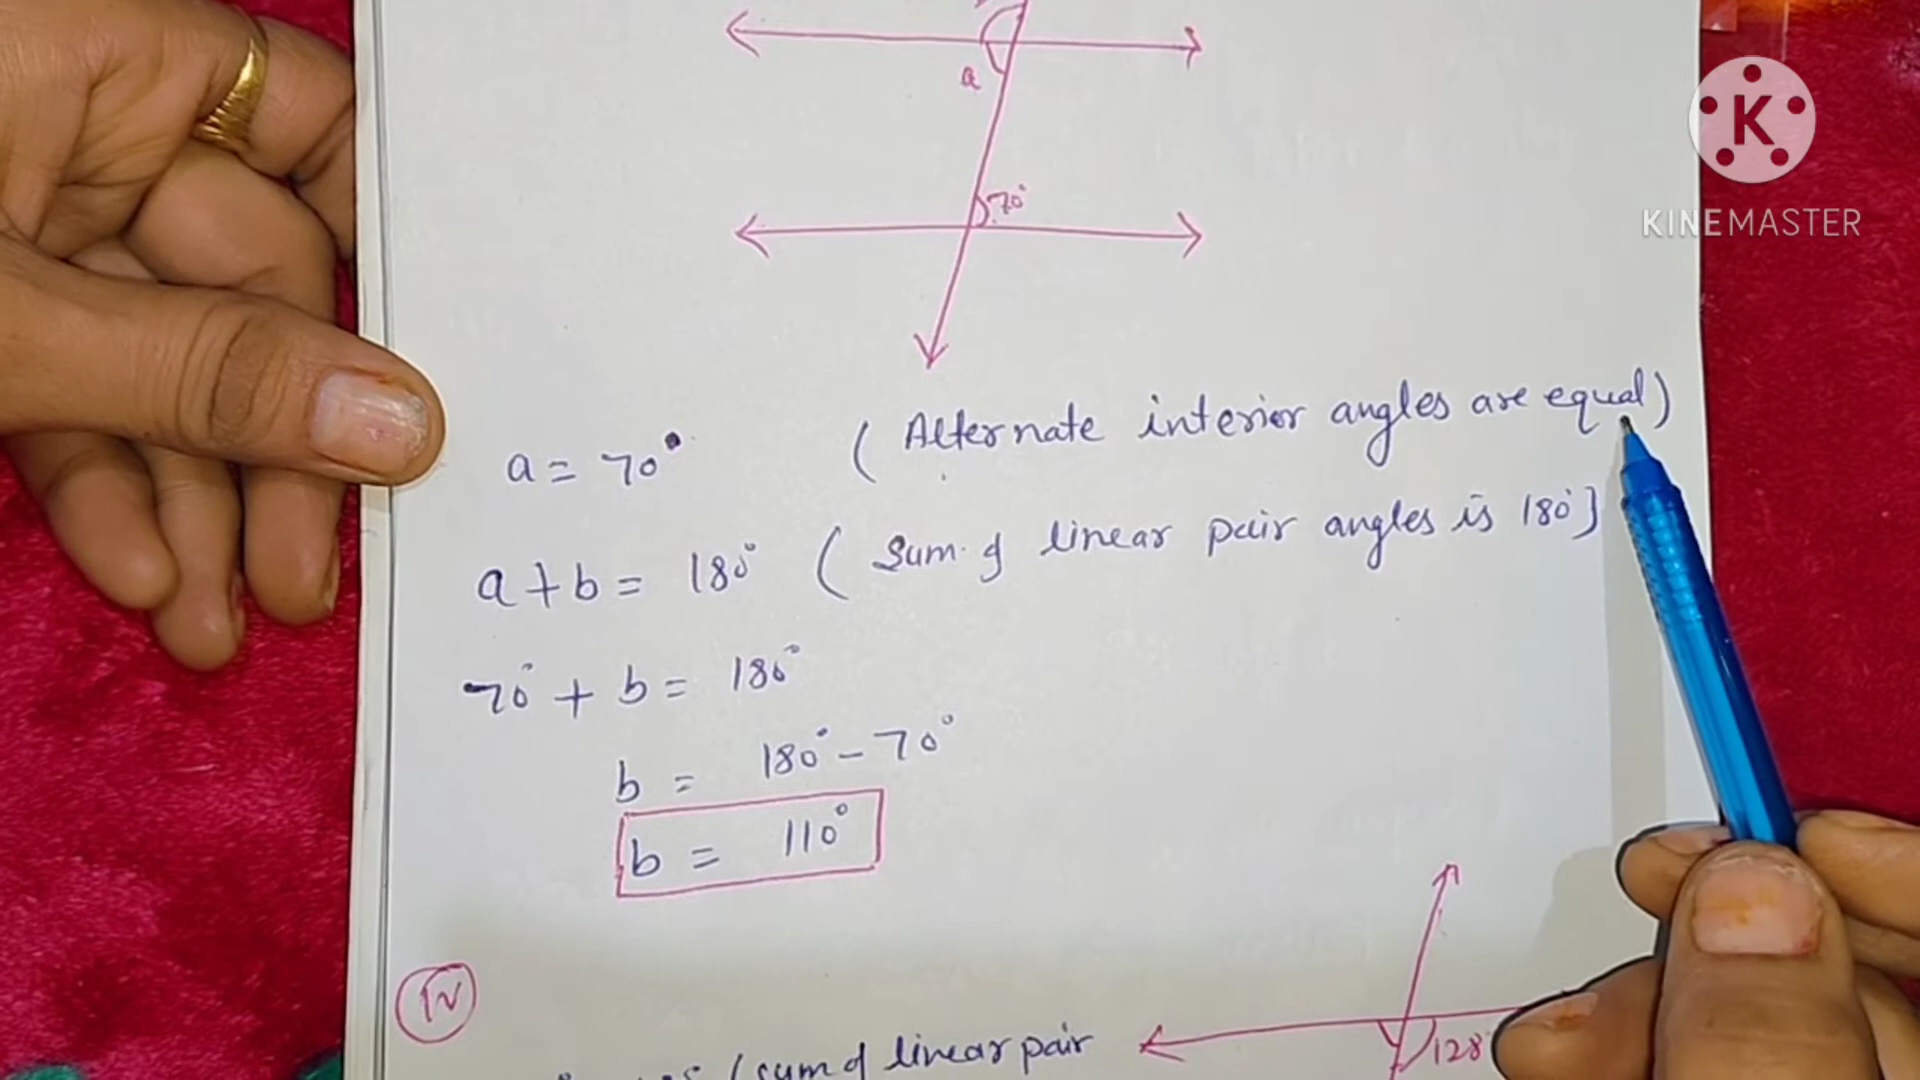 K
KINEMASTER
a
70°
a = 70° ( Alternate interior angles are equal)
a+b = 180° ( Sum of linear pair angles is 180°]
70° + b = 180°
b = 180° - 70°
b = 110°
IV
128°
(sum of linear pair